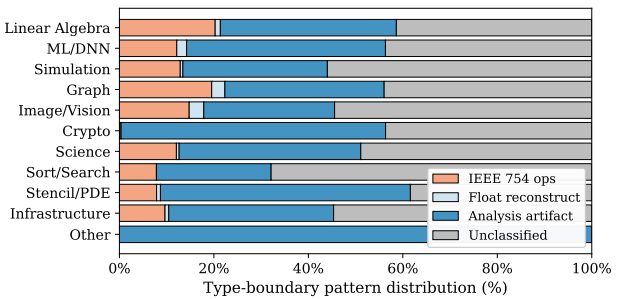 Linear Algebra
ML/DNN
Simulation
Graph
Image/Vision
Crypto
Science
Sort/Search
Stencil/PDE
Infrastructure
Other
IEEE 754 ops
Float reconstruct
Analysis artifact
Unclassified
0% 20% 40% 60% 80% 100%
Type-boundary pattern distribution (%)